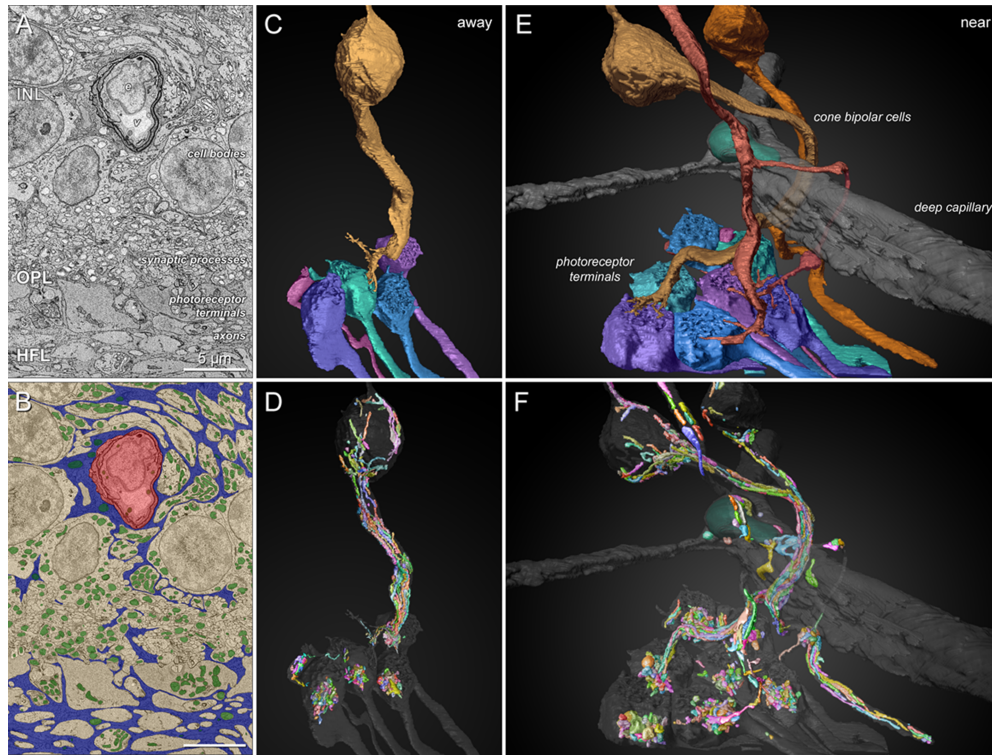 A
INL
e
v
cell bodies
synaptic processes
OPL
photoreceptor
terminals
axons
HFL
5 µm
B
C
away
D
E
near
cone bipolar cells
deep capillary
photoreceptor
terminals
F